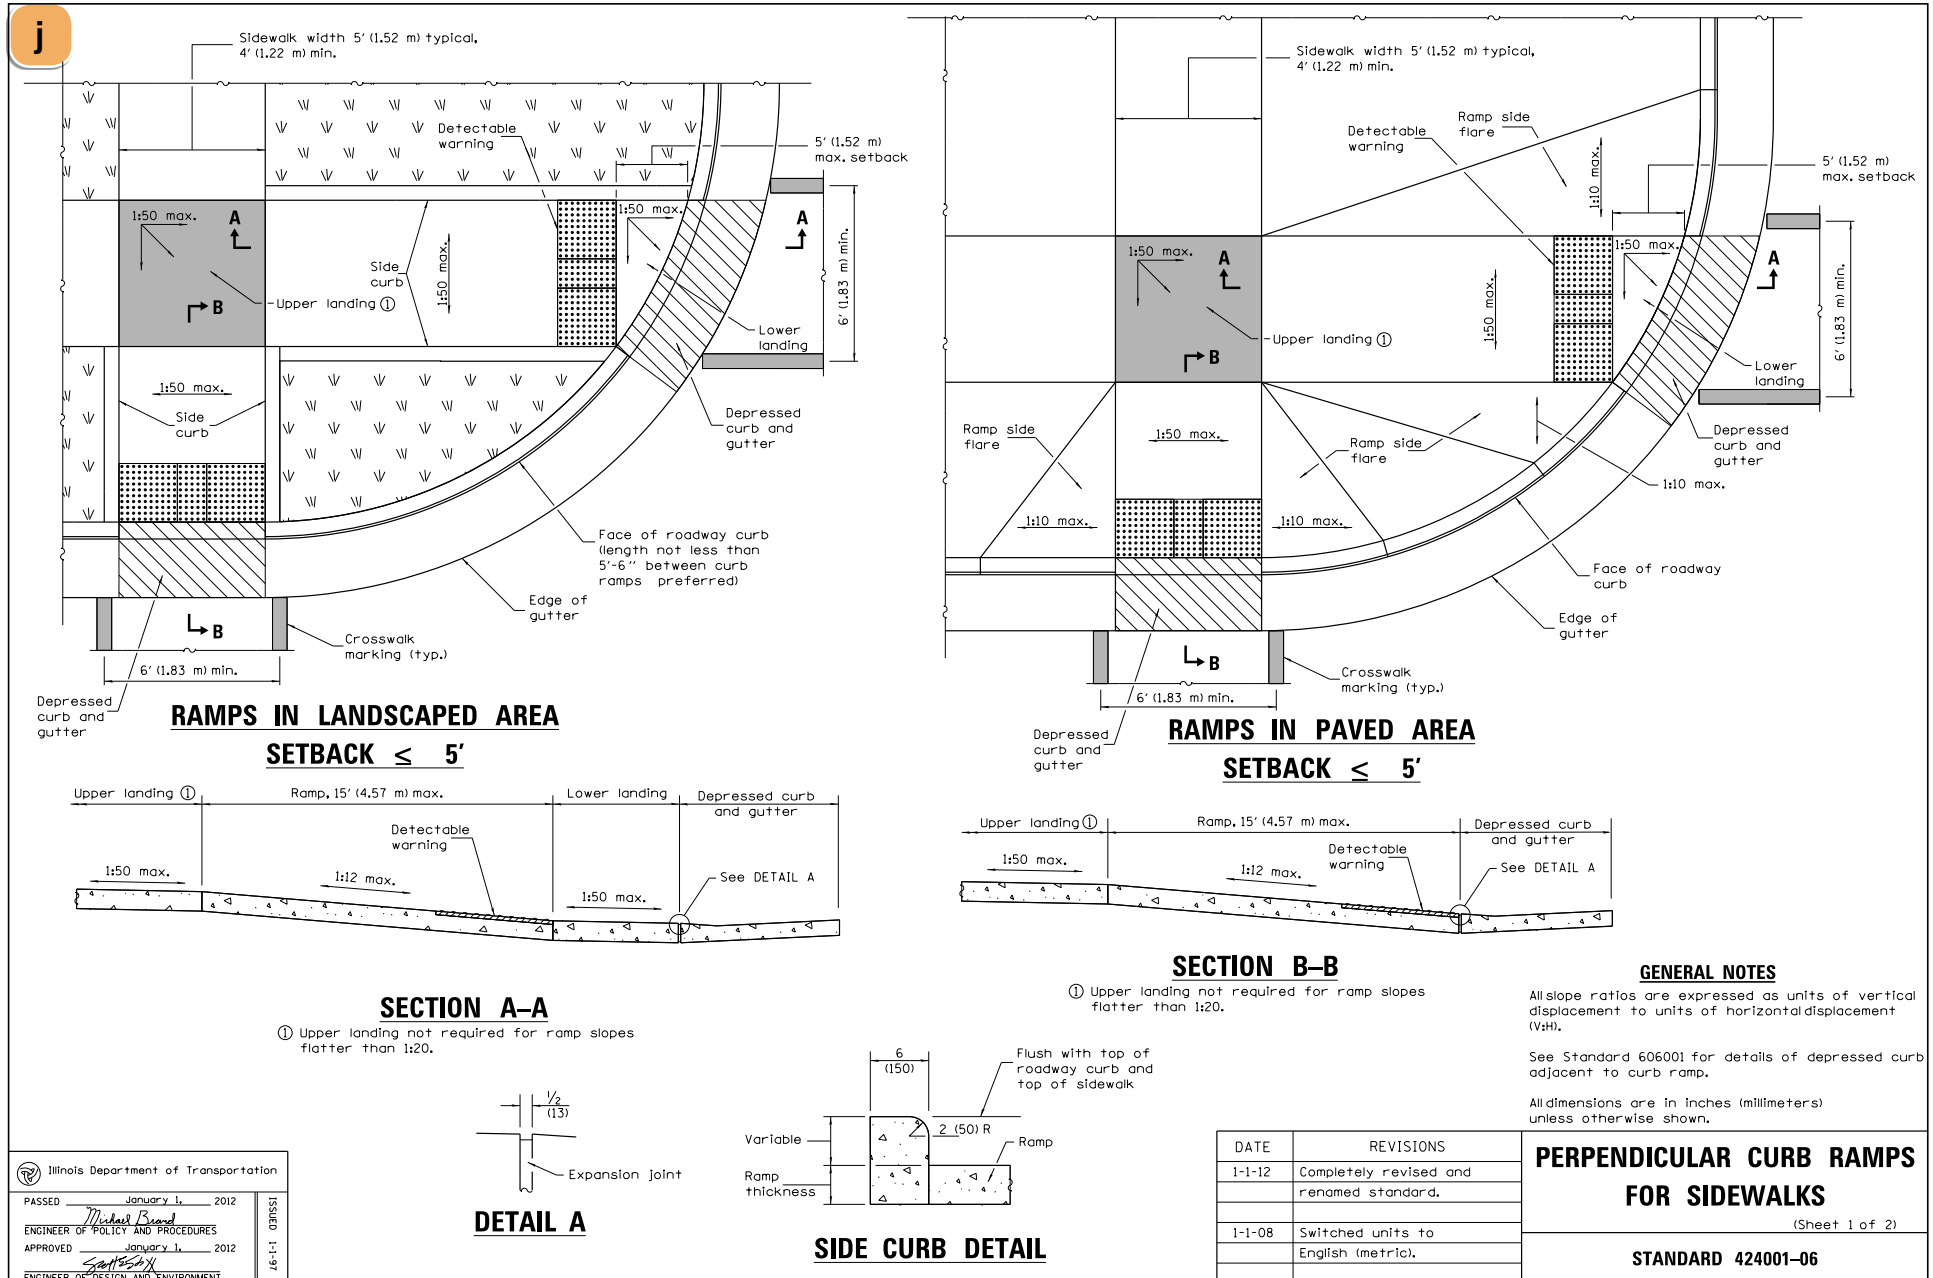 j
Sidewalk width 5' (1.52 m) typical,
4' (1.22 m) min.
Detectable
warning
5' (1.52 m)
max. setback
1:50 max.
A
1:50 max.
A
Side
curb
1:50 max.
Upper landing ①
B
6' (1.83 m) min.
Lower
landing
1:50 max.
Side
curb
Depressed
curb and
gutter
Face of roadway curb
(length not less than
5'-6" between curb
ramps preferred)
Edge of
gutter
B
Crosswalk
marking (typ.)
6' (1.83 m) min.
Depressed
curb and
gutter
RAMPS IN LANDSCAPED AREA
SETBACK ≤ 5'
Sidewalk width 5' (1.52 m) typical,
4' (1.22 m) min.
Ramp side
flare
Detectable
warning
1:10 max.
5' (1.52 m)
max. setback
1:50 max.
A
1:50 max.
A
1:50 max.
Upper landing ①
B
6' (1.83 m) min.
Lower
landing
Ramp side
flare
1:50 max.
Ramp side
flare
Depressed
curb and
gutter
1:10 max.
1:10 max.
1:10 max.
Face of roadway
curb
Edge of
gutter
B
Crosswalk
marking (typ.)
6' (1.83 m) min.
Depressed
curb and
gutter
RAMPS IN PAVED AREA
SETBACK ≤ 5'
Upper landing ①
Ramp, 15' (4.57 m) max.
Lower landing
Depressed curb
and gutter
Detectable
warning
1:50 max.
1:12 max.
1:50 max.
See DETAIL A
SECTION A–A
① Upper landing not required for ramp slopes
flatter than 1:20.
Upper landing ①
Ramp, 15' (4.57 m) max.
Depressed curb
and gutter
Detectable
warning
1:50 max.
1:12 max.
See DETAIL A
SECTION B–B
① Upper landing not required for ramp slopes
flatter than 1:20.
GENERAL NOTES
All slope ratios are expressed as units of vertical
displacement to units of horizontal displacement
(V:H).
See Standard 606001 for details of depressed curb
adjacent to curb ramp.
All dimensions are in inches (millimeters)
unless otherwise shown.
1/2
(13)
Expansion joint
DETAIL A
6
(150)
Flush with top of
roadway curb and
top of sidewalk
Variable
2 (50) R
Ramp
Ramp
thickness
SIDE CURB DETAIL
Illinois Department of Transportation
PASSED January 1, 2012
Michael Brand
ENGINEER OF POLICY AND PROCEDURES
APPROVED January 1, 2012
ENGINEER OF DESIGN AND ENVIRONMENT
ISSUED 1-1-97
DATE REVISIONS
1-1-12 Completely revised and
renamed standard.
1-1-08 Switched units to
English (metric).
PERPENDICULAR CURB RAMPS
FOR SIDEWALKS
(Sheet 1 of 2)
STANDARD 424001–06